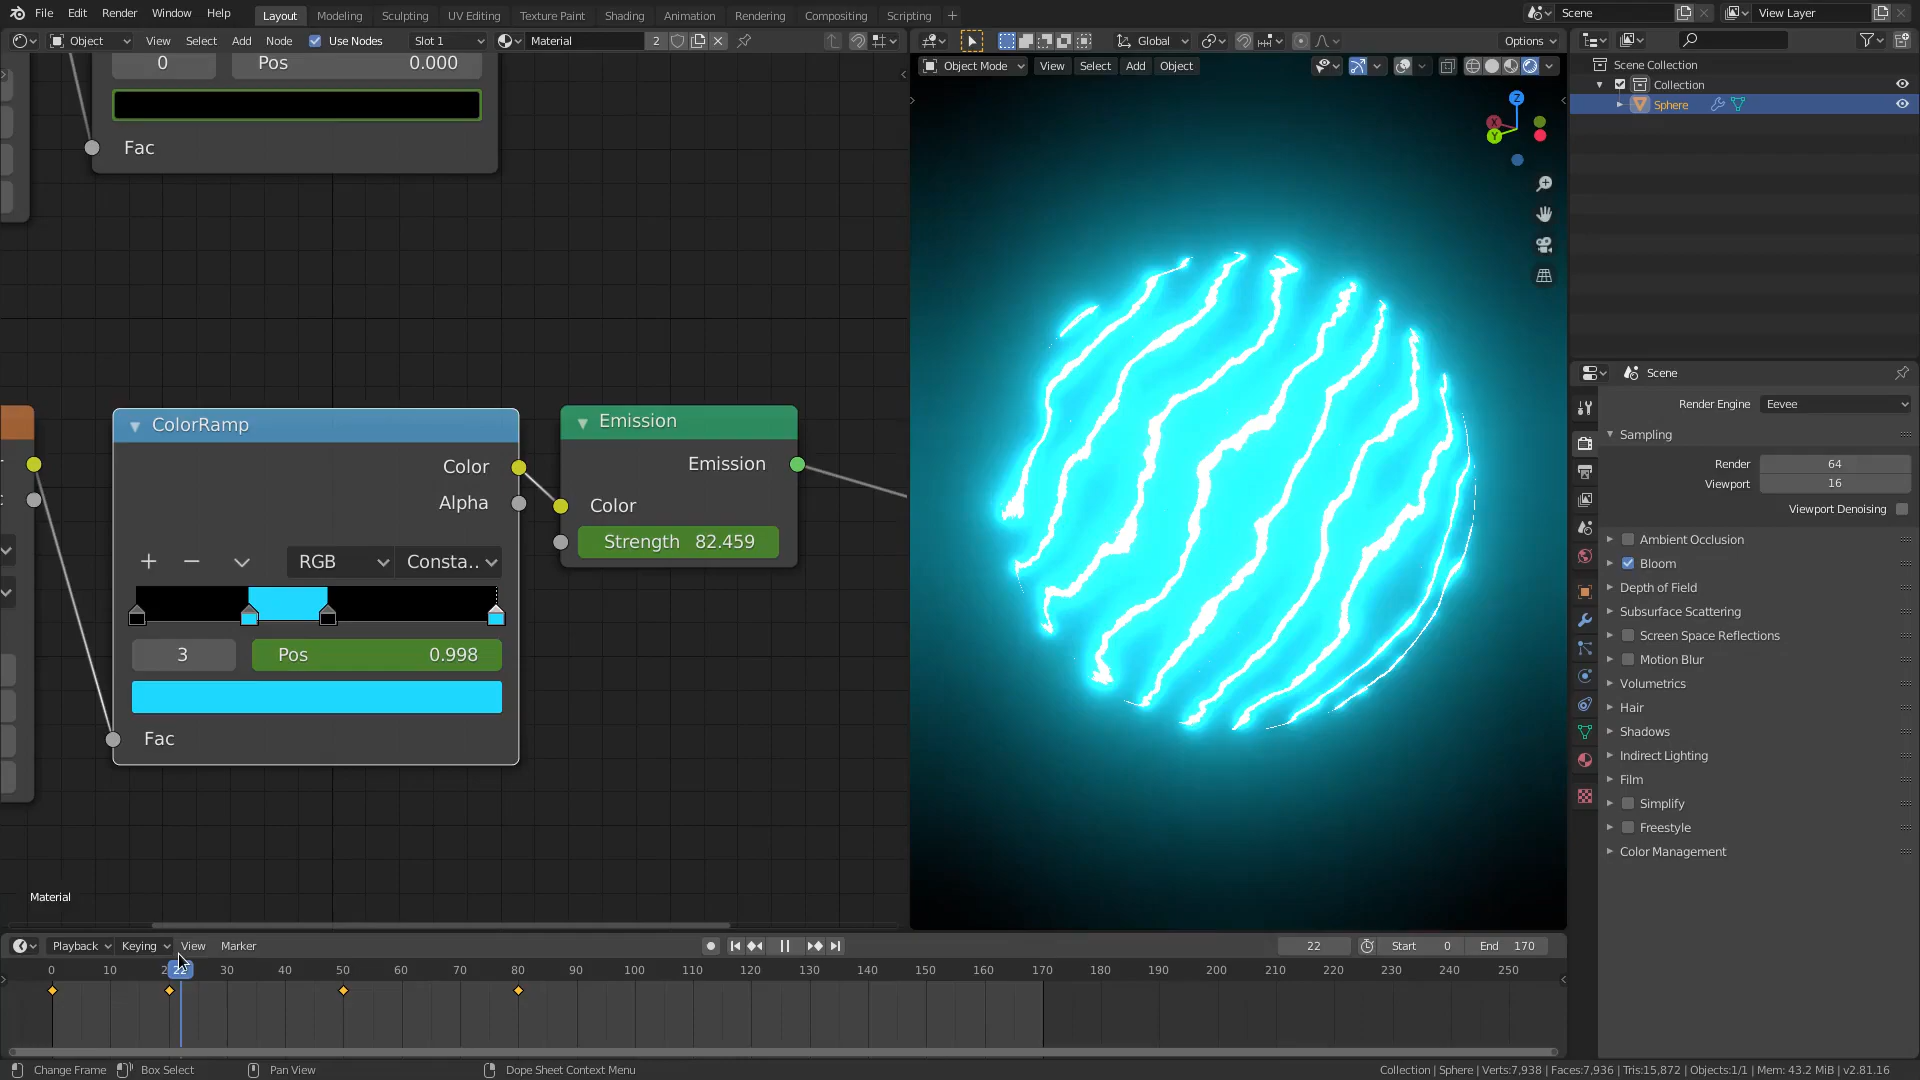 File Edit Render Window Help
Layout Modeling Sculpting UV Editing Texture Paint Shading Animation Rendering Compositing Scripting
Scene
View Layer
Object View Select Add Node Use Nodes Slot 1 Material 2
Global
Options
Object Mode View Select Add Object
0 Pos 0.000
Fac
ColorRamp
Color
Alpha
RGB Consta..
3 Pos 0.998
Fac
Emission
Emission
Color
Strength 82.459
Material
Z
X
Y
Scene Collection
Collection
Sphere
Scene
Render Engine Eevee
Sampling
Render 64
Viewport 16
Viewport Denoising
Ambient Occlusion
Bloom
Depth of Field
Subsurface Scattering
Screen Space Reflections
Motion Blur
Volumetrics
Hair
Shadows
Indirect Lighting
Film
Simplify
Freestyle
Color Management
Playback Keying View Marker
22 Start 0 End 170
0 10 22 30 40 50 60 70 80 90 100 110 120 130 140 150 160 170 180 190 200 210 220 230 240 250
Change Frame Box Select Pan View Dope Sheet Context Menu
Collection | Sphere | Verts:7,938 | Faces:7,936 | Tris:15,872 | Objects:1/1 | Mem: 43.2 MiB | v2.81.16